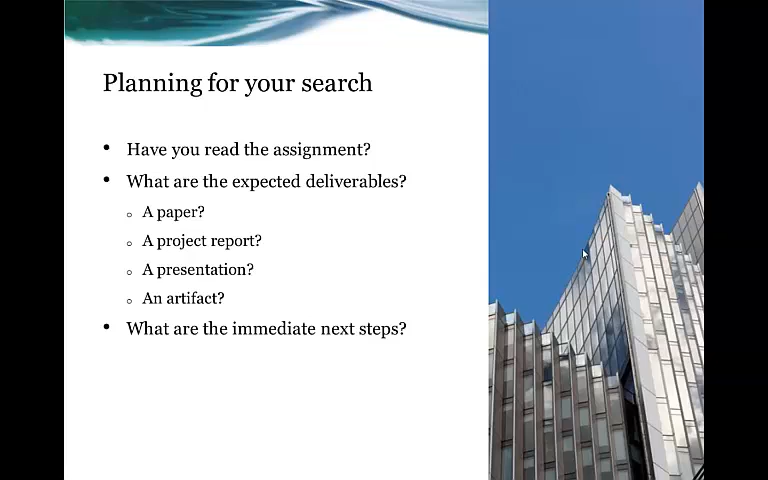 Planning for your search
• Have you read the assignment?
• What are the expected deliverables?
o A paper?
o A project report?
o A presentation?
o An artifact?
• What are the immediate next steps?